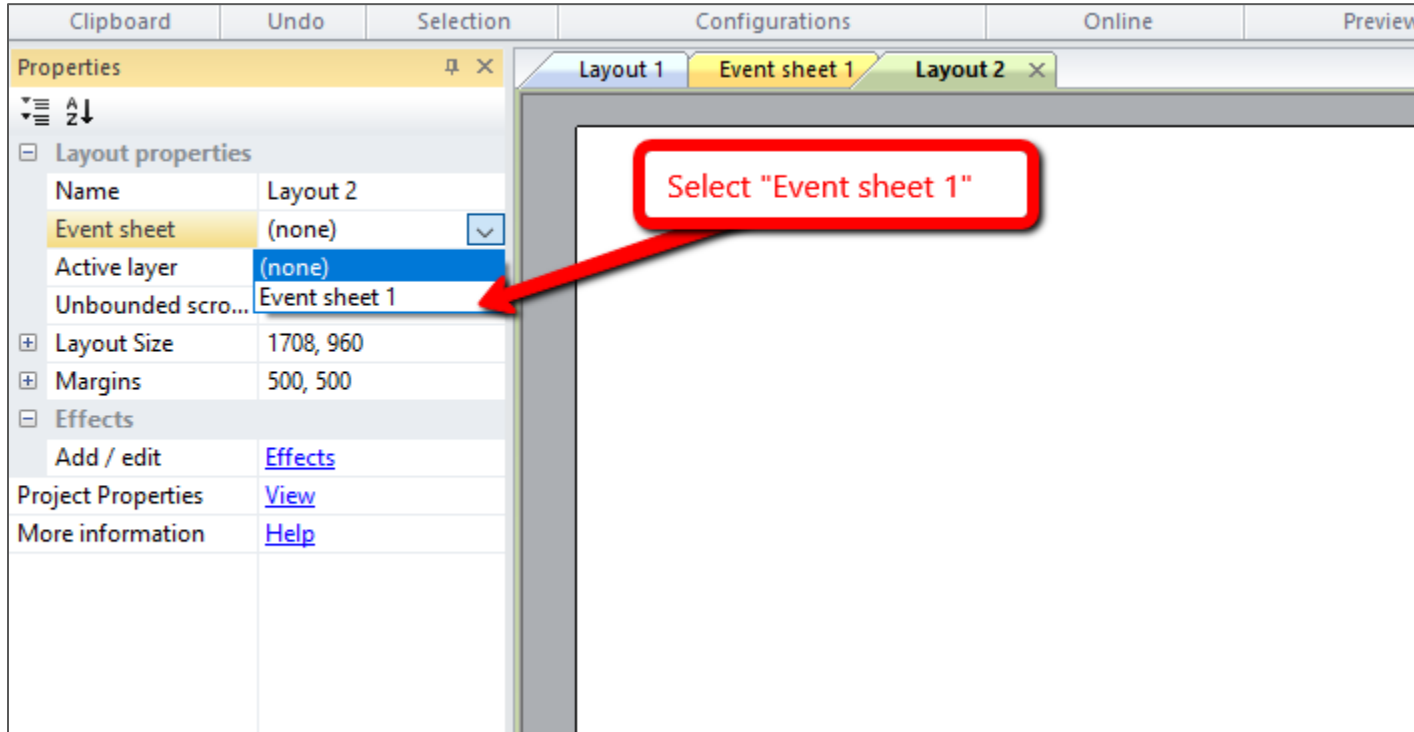 Clipboard Undo Selection Configurations Online Preview
Properties
Layout 1 Event sheet 1 Layout 2
Layout properties
Name Layout 2
Event sheet (none)
Active layer (none)
Unbounded scro... Event sheet 1
Layout Size 1708, 960
Margins 500, 500
Effects
Add / edit Effects
Project Properties View
More information Help
Select "Event sheet 1"